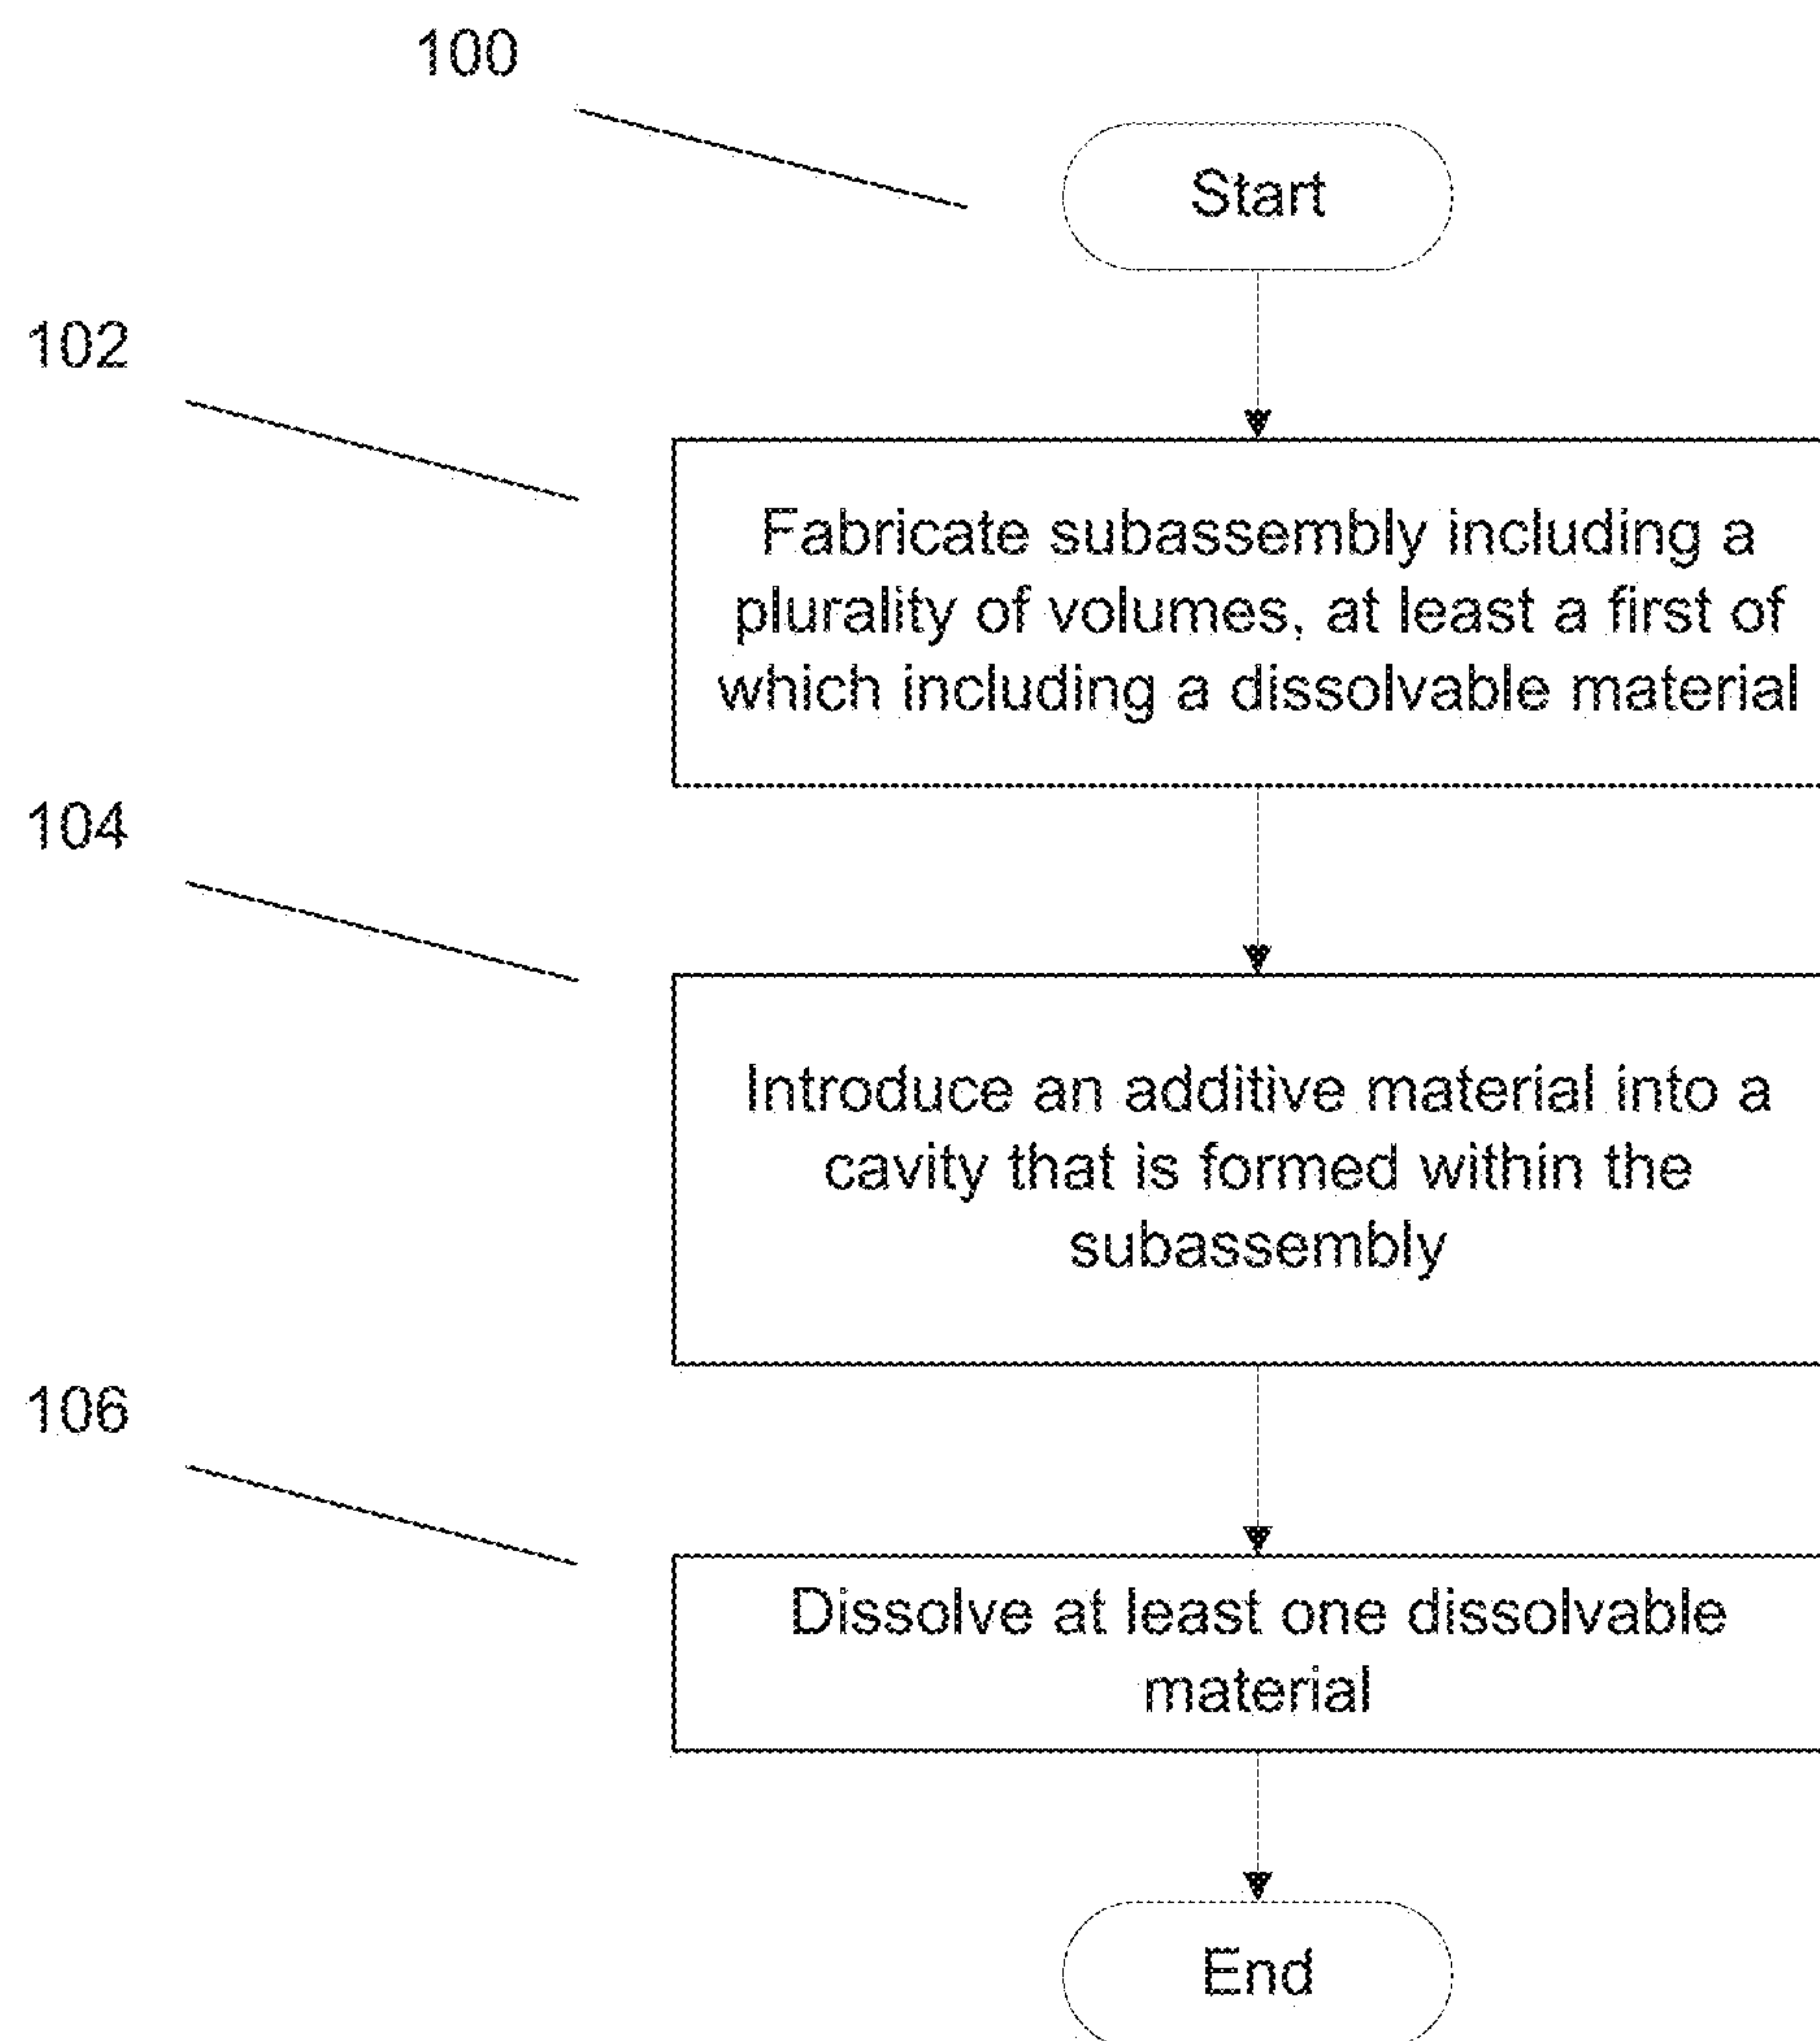 100
Start
102
Fabricate subassembly including a
plurality of volumes, at least a first of
which including a dissolvable material
104
Introduce an additive material into a
cavity that is formed within the
subassembly
106
Dissolve at least one dissolvable
material
End